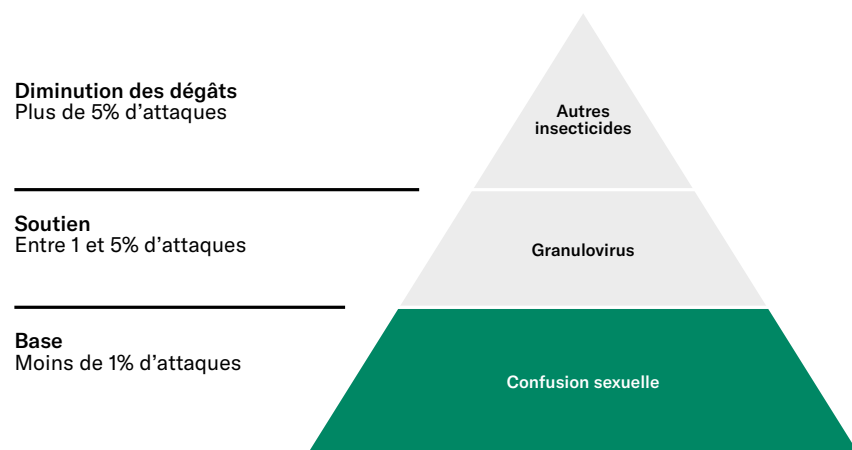 Diminution des dégâts
Plus de 5% d’attaques
Autres
insecticides
Soutien
Entre 1 et 5% d’attaques
Granulovirus
Base
Moins de 1% d’attaques
Confusion sexuelle